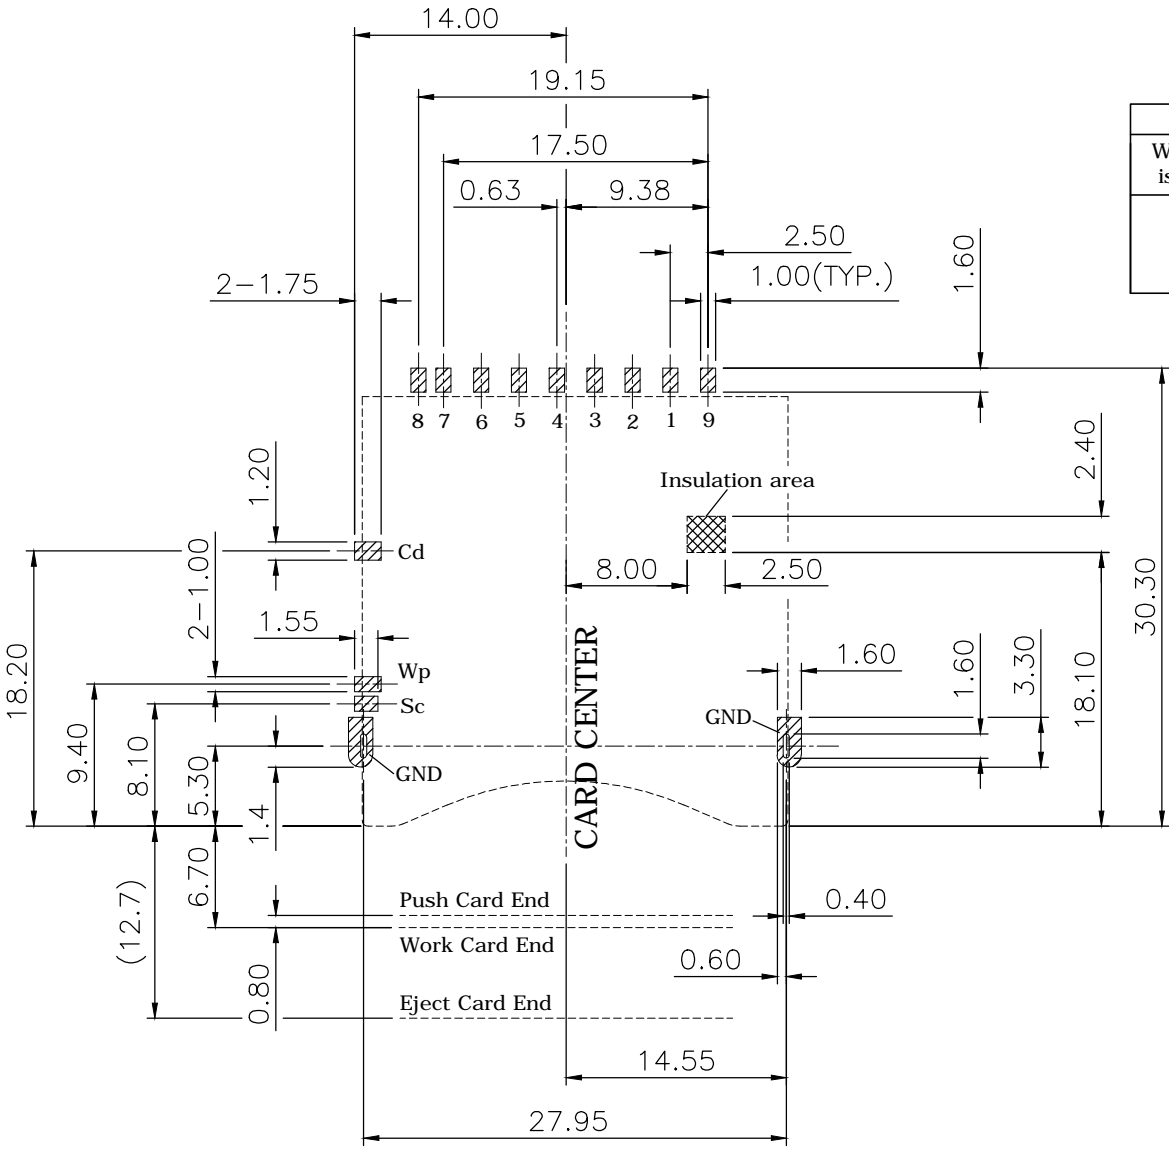 14.00
19.15
17.50
0.63
9.38
2.50
1.00(TYP.)
1.60
2-1.75
W
is
8 7 6 5 4 3 2 1 9
2.40
Insulation area
1.20
Cd
8.00
2.50
30.30
2-1.00
1.55
18.20
Wp
Sc
CARD CENTER
1.60
1.60
3.30
18.10
GND
GND
9.40
8.10
5.30
1.4
6.70
(12.7)
Push Card End
0.40
Work Card End
0.60
0.80
Eject Card End
14.55
27.95